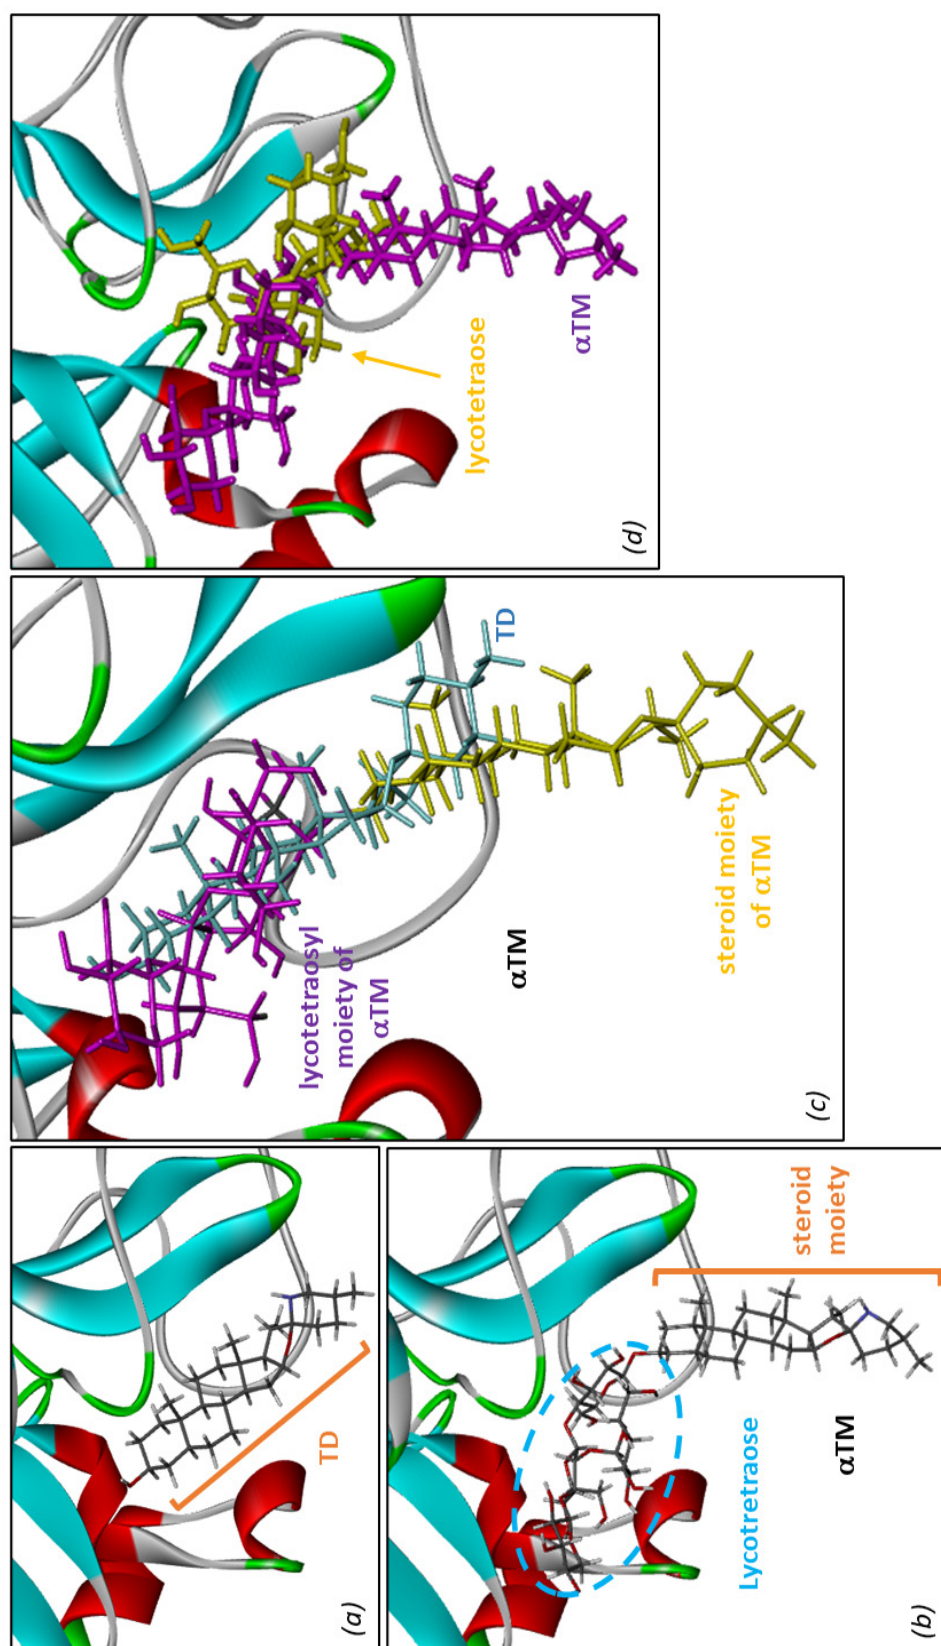 TD
(a)
Lycotretraose
αTM
steroid
moiety
(b)
lycotetraosyl
moiety of
αTM
αTM
TD
steroid moiety
of αTM
(c)
lycotetraose
αTM
(d)